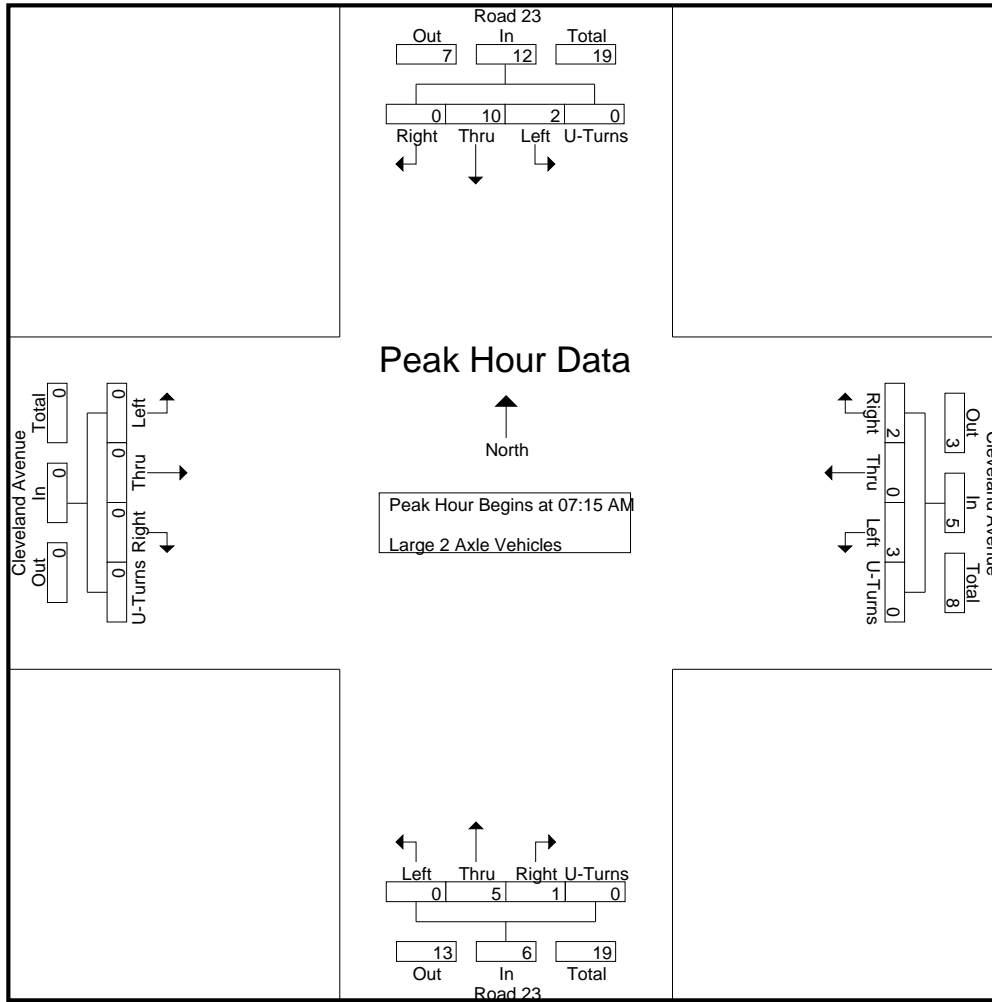 Road 23
Out In Total
7 12 19
0 10 2 0
Right Thru Left U-Turns
Peak Hour Data
North
Peak Hour Begins at 07:15 AM
Large 2 Axle Vehicles
Cleveland Avenue
Out In Total
0 0 0
0 0 0 0
Left Thru Right U-Turns
Cleveland Avenue
Out In Total
3 5 8
2 0 3 0
Right Thru Left U-Turns
Left Thru Right U-Turns
0 5 1 0
13 6 19
Out In Total
Road 23